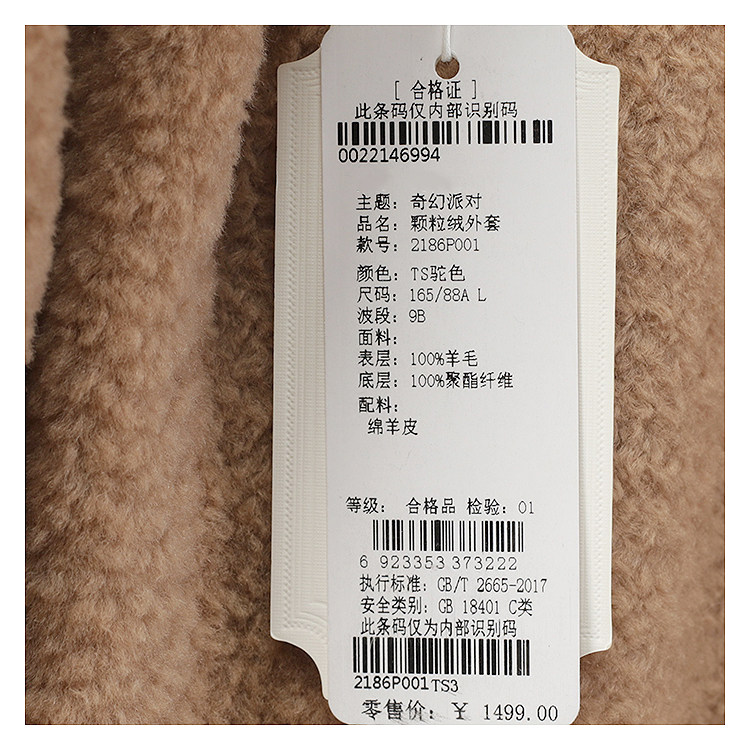 [ 合格证 ]
此条码仅内部识别码
0022146994
主题: 奇幻派对
品名: 颗粒绒外套
款号: 2186P001
颜色: TS驼色
尺码: 165/88A L
波段: 9B
面料:
表层: 100%羊毛
底层: 100%聚酯纤维
配料:
绵羊皮
等级: 合格品 检验: 01
6 923353 373222
执行标准: GB/T 2665-2017
安全类别: GB 18401 C类
此条码仅为内部识别码
2186P001TS3
零售价: ¥ 1499.00